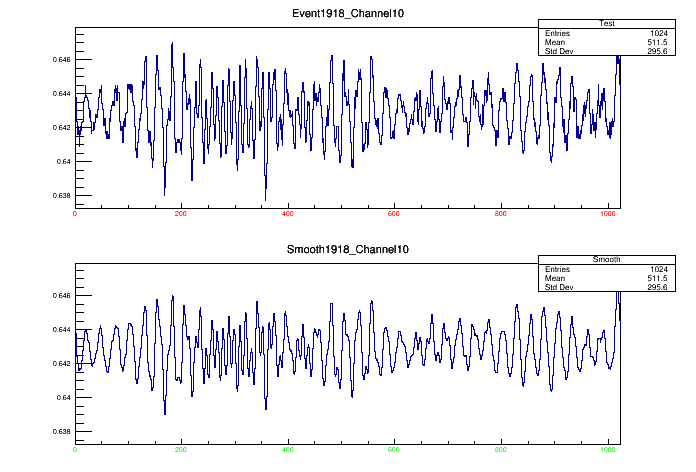 Event1918_Channel10
Test
Entries 1024
Mean 511.5
Std Dev 295.6
0.646
0.644
0.642
0.64
0.638
0 200 400 600 800 1000
Smooth1918_Channel10
Smooth
Entries 1024
Mean 511.5
Std Dev 295.6
0.646
0.644
0.642
0.64
0.638
0 200 400 600 800 1000